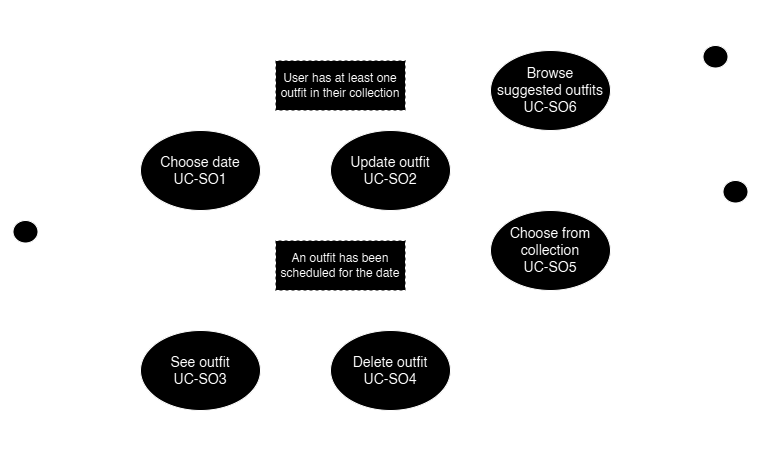 User has at least one
outfit in their collection
Browse
suggested outfits
UC-SO6
Choose date
UC-SO1
Update outfit
UC-SO2
Choose from
collection
UC-SO5
An outfit has been
scheduled for the date
See outfit
UC-SO3
Delete outfit
UC-SO4